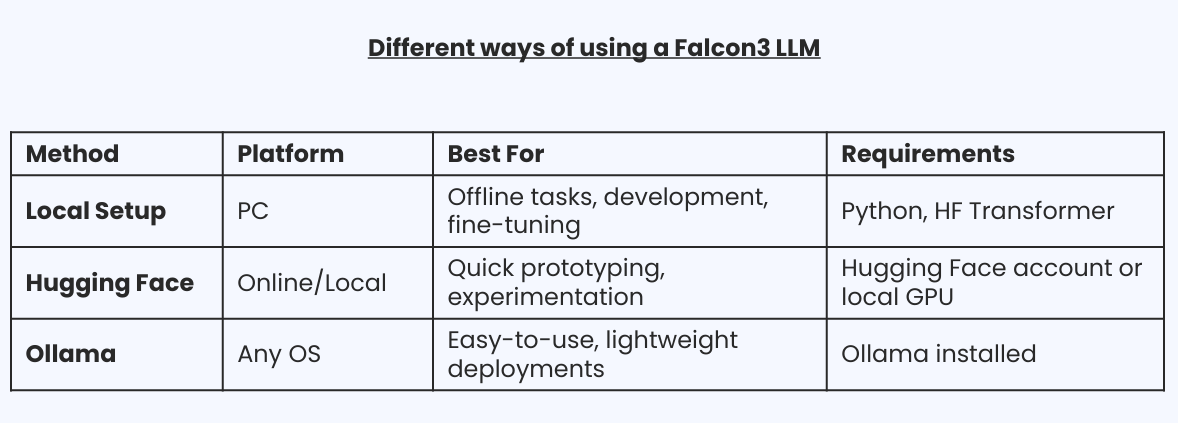 Different ways of using a Falcon3 LLM
Method Platform Best For Requirements
Local Setup PC Offline tasks, development, fine-tuning Python, HF Transformer
Hugging Face Online/Local Quick prototyping, experimentation Hugging Face account or local GPU
Ollama Any OS Easy-to-use, lightweight deployments Ollama installed